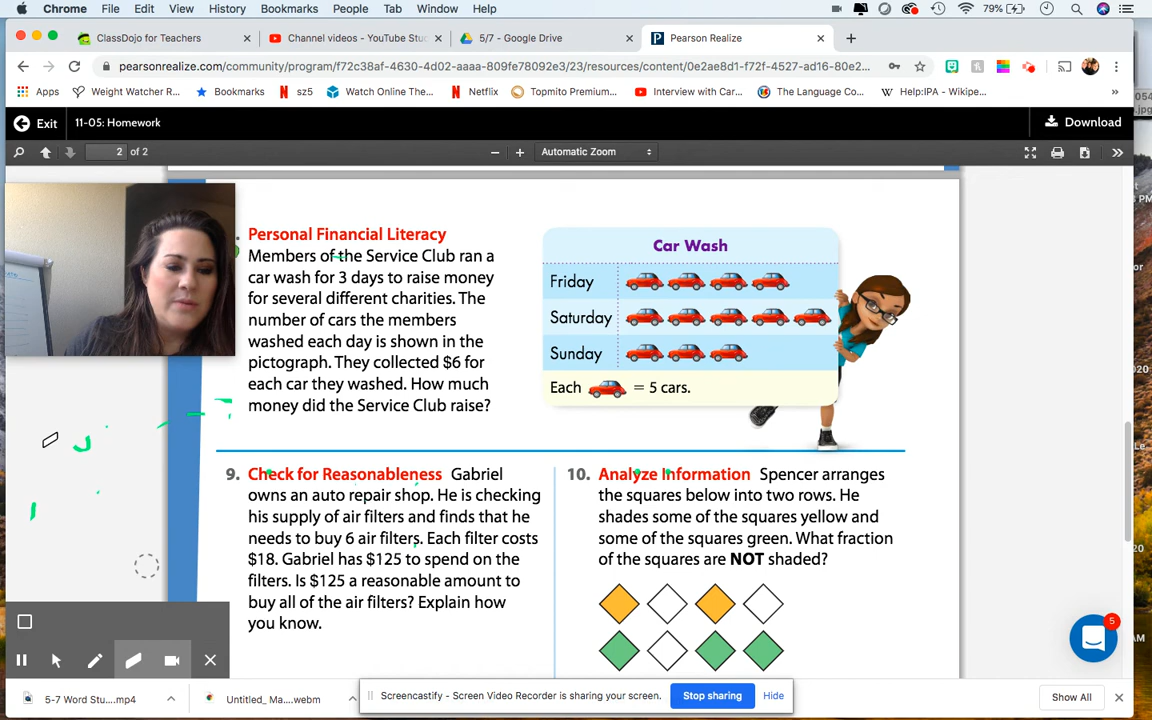 Chrome File Edit View History Bookmarks People Tab Window Help
79%
ClassDojo for Teachers
Channel videos - YouTube Stud
5/7 - Google Drive
Pearson Realize
pearsonrealize.com/community/program/f72c38af-4630-4d02-aaaa-809fe78092e3/23/resources/content/0e2ae8d1-f72f-4527-ad16-80e2...
Apps Weight Watcher R... Bookmarks sz5 Watch Online The... Netflix Topmito Premium... Interview with Car... The Language Co... Help:IPA - Wikipe...
Exit 11-05: Homework Download
2 of 2 Automatic Zoom
Personal Financial Literacy
Members of the Service Club ran a
car wash for 3 days to raise money
for several different charities. The
number of cars the members
washed each day is shown in the
pictograph. They collected $6 for
each car they washed. How much
money did the Service Club raise?
Car Wash
Friday
Saturday
Sunday
Each = 5 cars.
9. Check for Reasonableness Gabriel
owns an auto repair shop. He is checking
his supply of air filters and finds that he
needs to buy 6 air filters. Each filter costs
$18. Gabriel has $125 to spend on the
filters. Is $125 a reasonable amount to
buy all of the air filters? Explain how
you know.
10. Analyze Information Spencer arranges
the squares below into two rows. He
shades some of the squares yellow and
some of the squares green. What fraction
of the squares are NOT shaded?
5
5-7 Word Stu....mp4
Untitled_ Ma....webm
Screencastify - Screen Video Recorder is sharing your screen.
Stop sharing
Hide
Show All